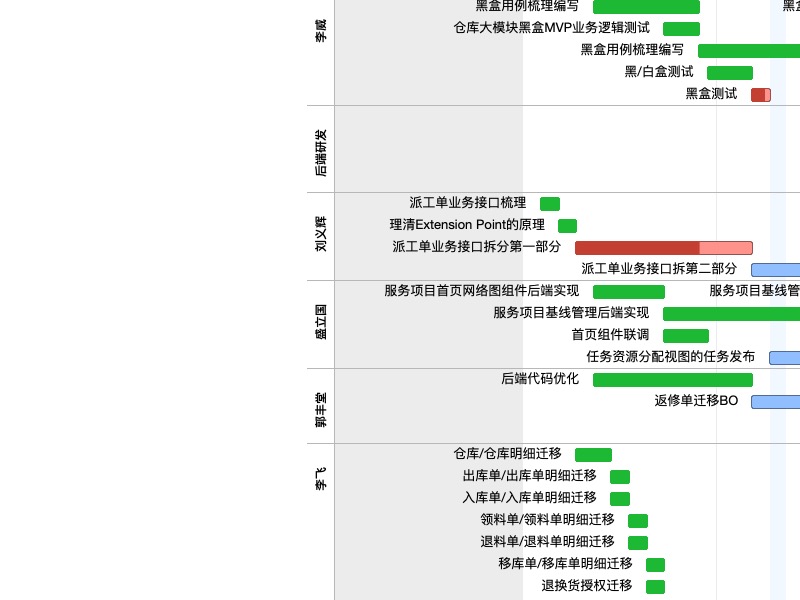 黑盒用例梳理编写
仓库大模块黑盒MVP业务逻辑测试
李威
黑盒用例梳理编写
黑/白盒测试
黑盒测试
后端研发
派工单业务接口梳理
理清Extension Point的原理
刘义辉
派工单业务接口拆分第一部分
派工单业务接口拆第二部分
服务项目首页网络图组件后端实现 服务项目基线管
服务项目基线管理后端实现
盛立国
首页组件联调
任务资源分配视图的任务发布
后端代码优化
返修单迁移BO
郭丰堂
仓库/仓库明细迁移
李飞
出库单/出库单明细迁移
入库单/入库单明细迁移
领料单/领料单明细迁移
退料单/退料单明细迁移
移库单/移库单明细迁移
退换货授权迁移